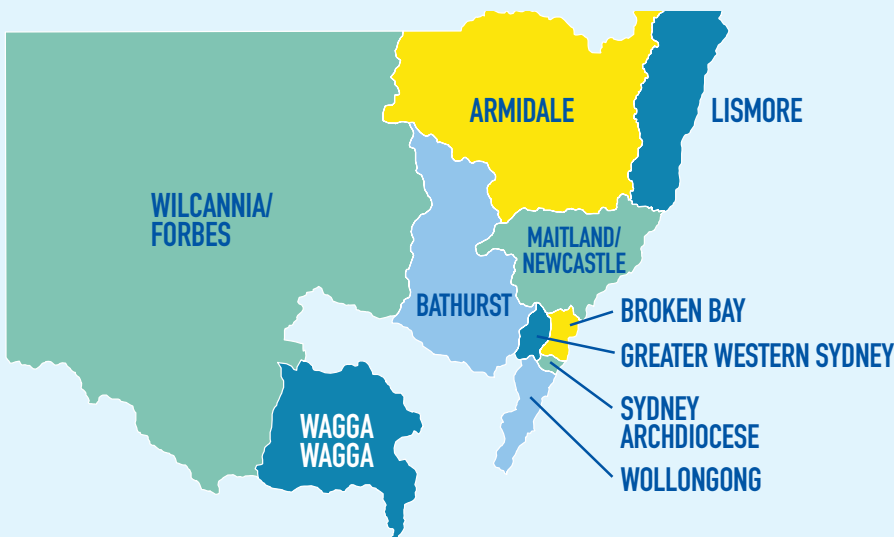 ARMIDALE
LISMORE
WILCANNIA/
FORBES
MAITLAND/
NEWCASTLE
BATHURST
BROKEN BAY
GREATER WESTERN SYDNEY
SYDNEY
ARCHDIOCESE
WAGGA
WAGGA
WOLLONGONG